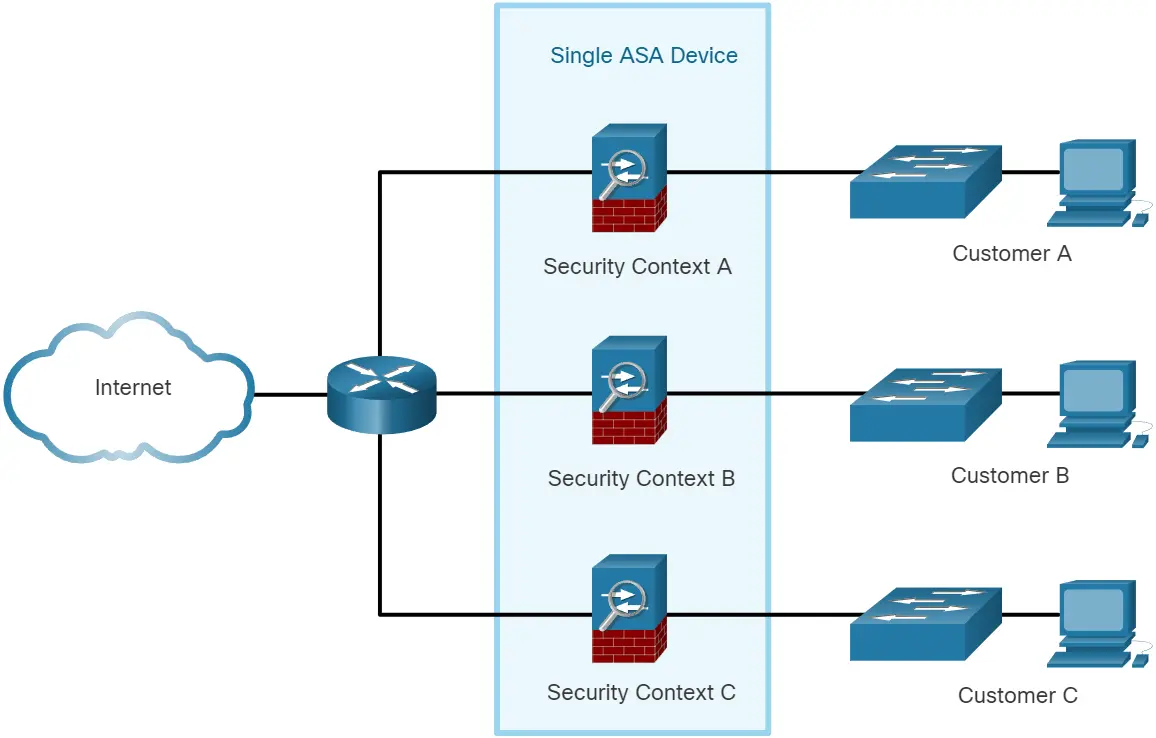 Single ASA Device
Security Context A
Customer A
Internet
Security Context B
Customer B
Security Context C
Customer C